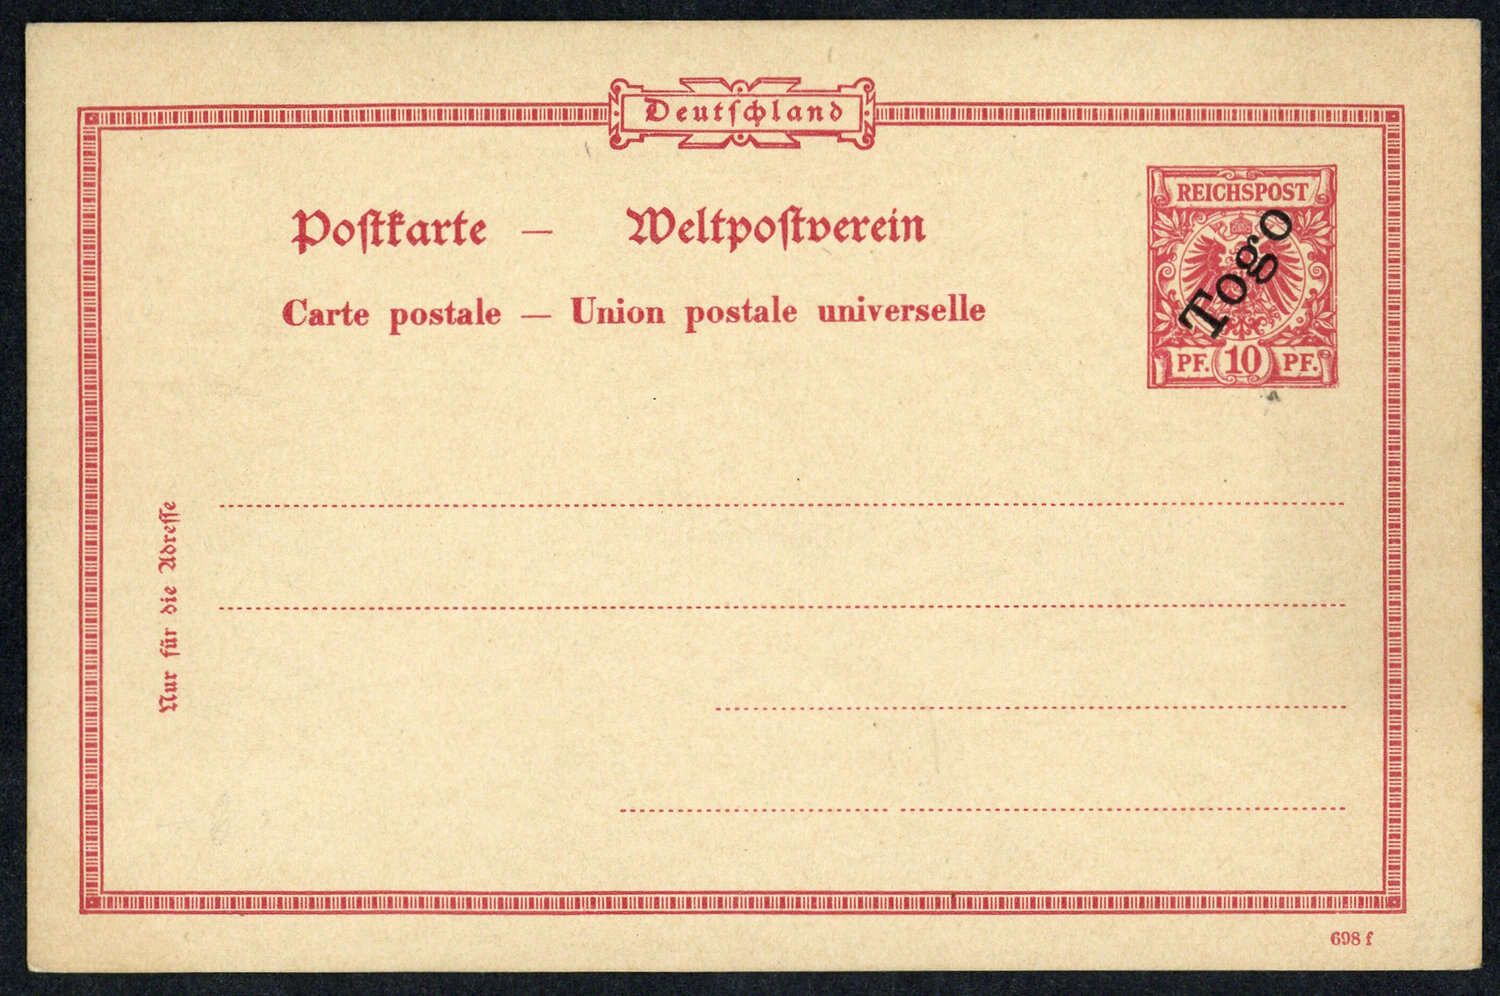 Deutſchland
REICHSPOST
Togo
PF. 10 PF.
Poſtkarte — Weltpoſtverein
Carte postale — Union postale universelle
Nur für die Adreſſe
698 f